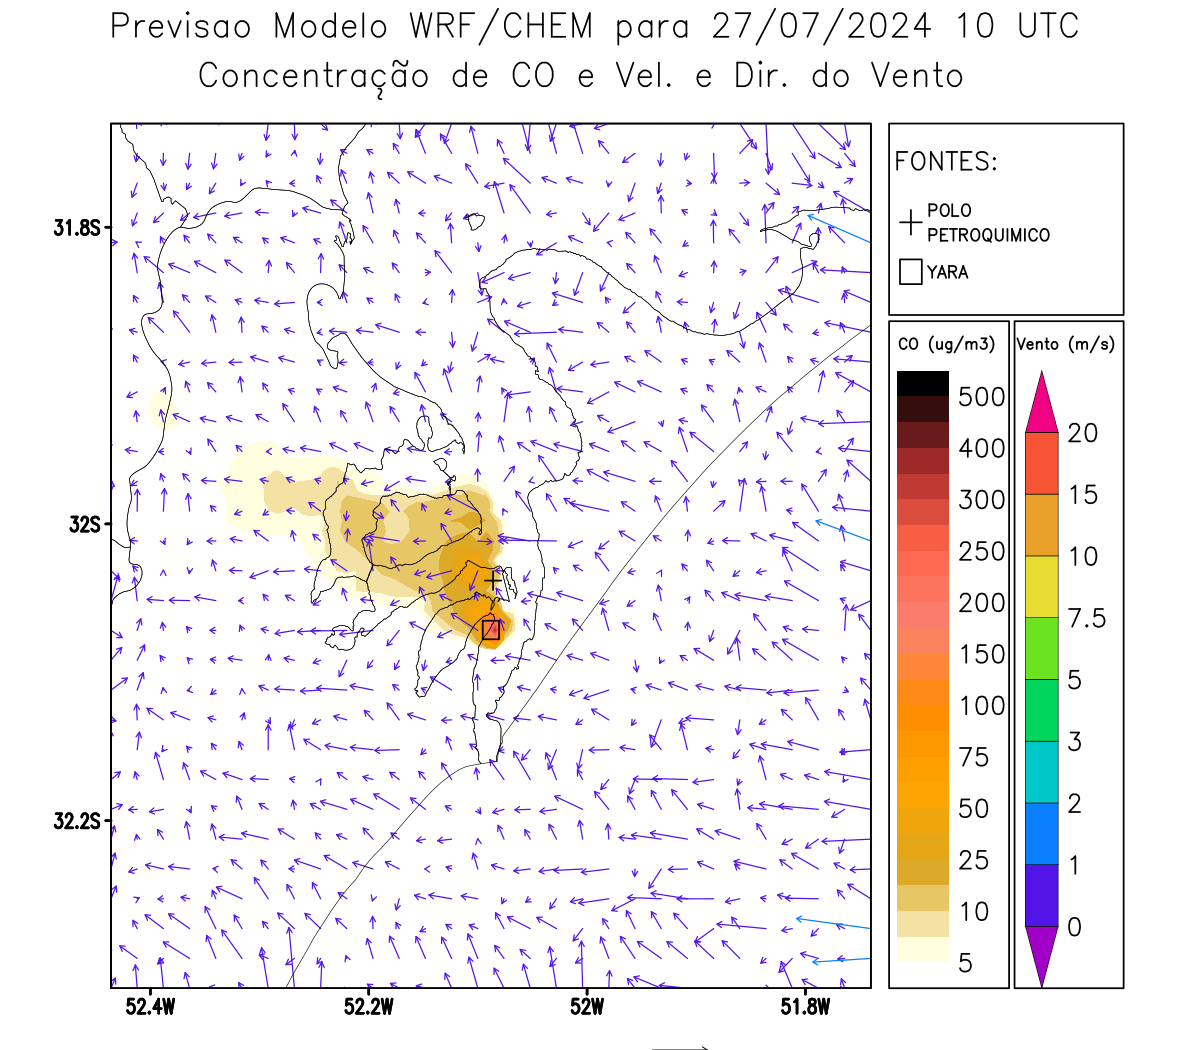 Previsao Modelo WRF/CHEM para 27/07/2024 10 UTC
Concentração de CO e Vel. e Dir. do Vento
FONTES:
POLO
PETROQUIMICO
YARA
CO (ug/m3)
500
400
300
250
200
150
100
75
50
25
10
5
Vento (m/s)
20
15
10
7.5
5
3
2
1
0
31.8S
32S
32.2S
52.4W 52.2W 52W 51.8W